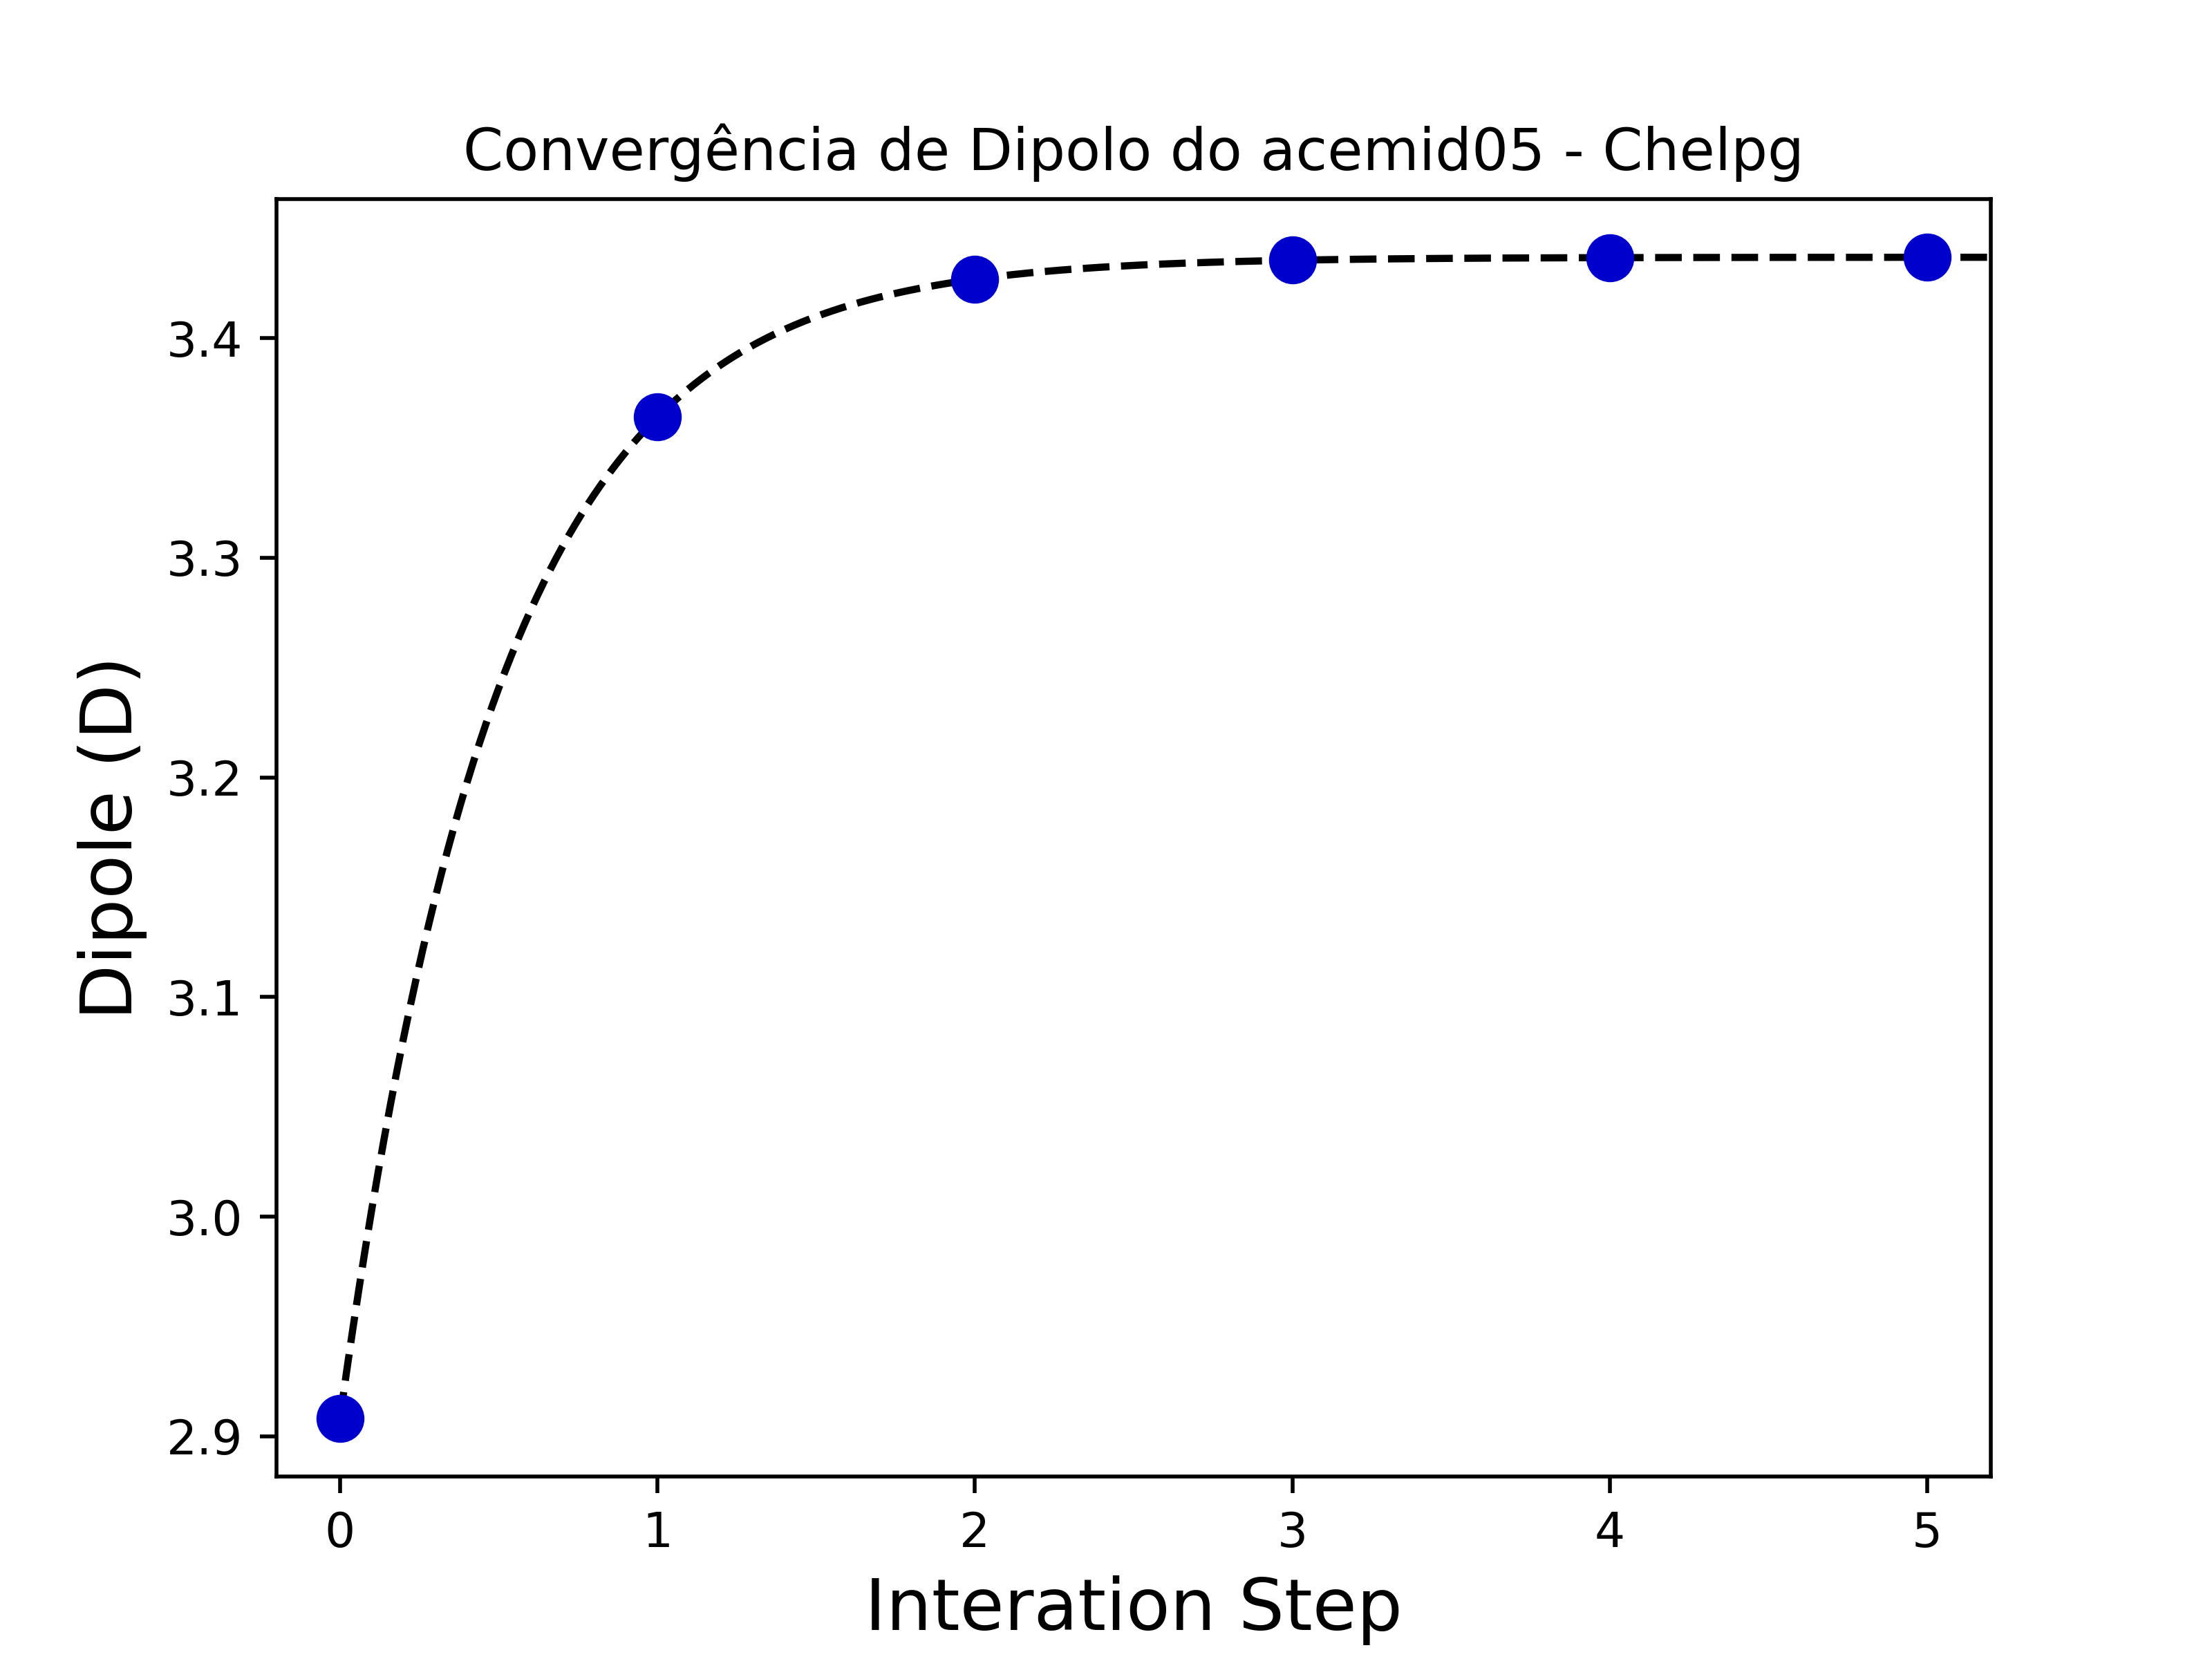 Convergência de Dipolo do acemid05 - Chelpg
Dipole (D)
3.4
3.3
3.2
3.1
3.0
2.9
0 1 2 3 4 5
Interation Step